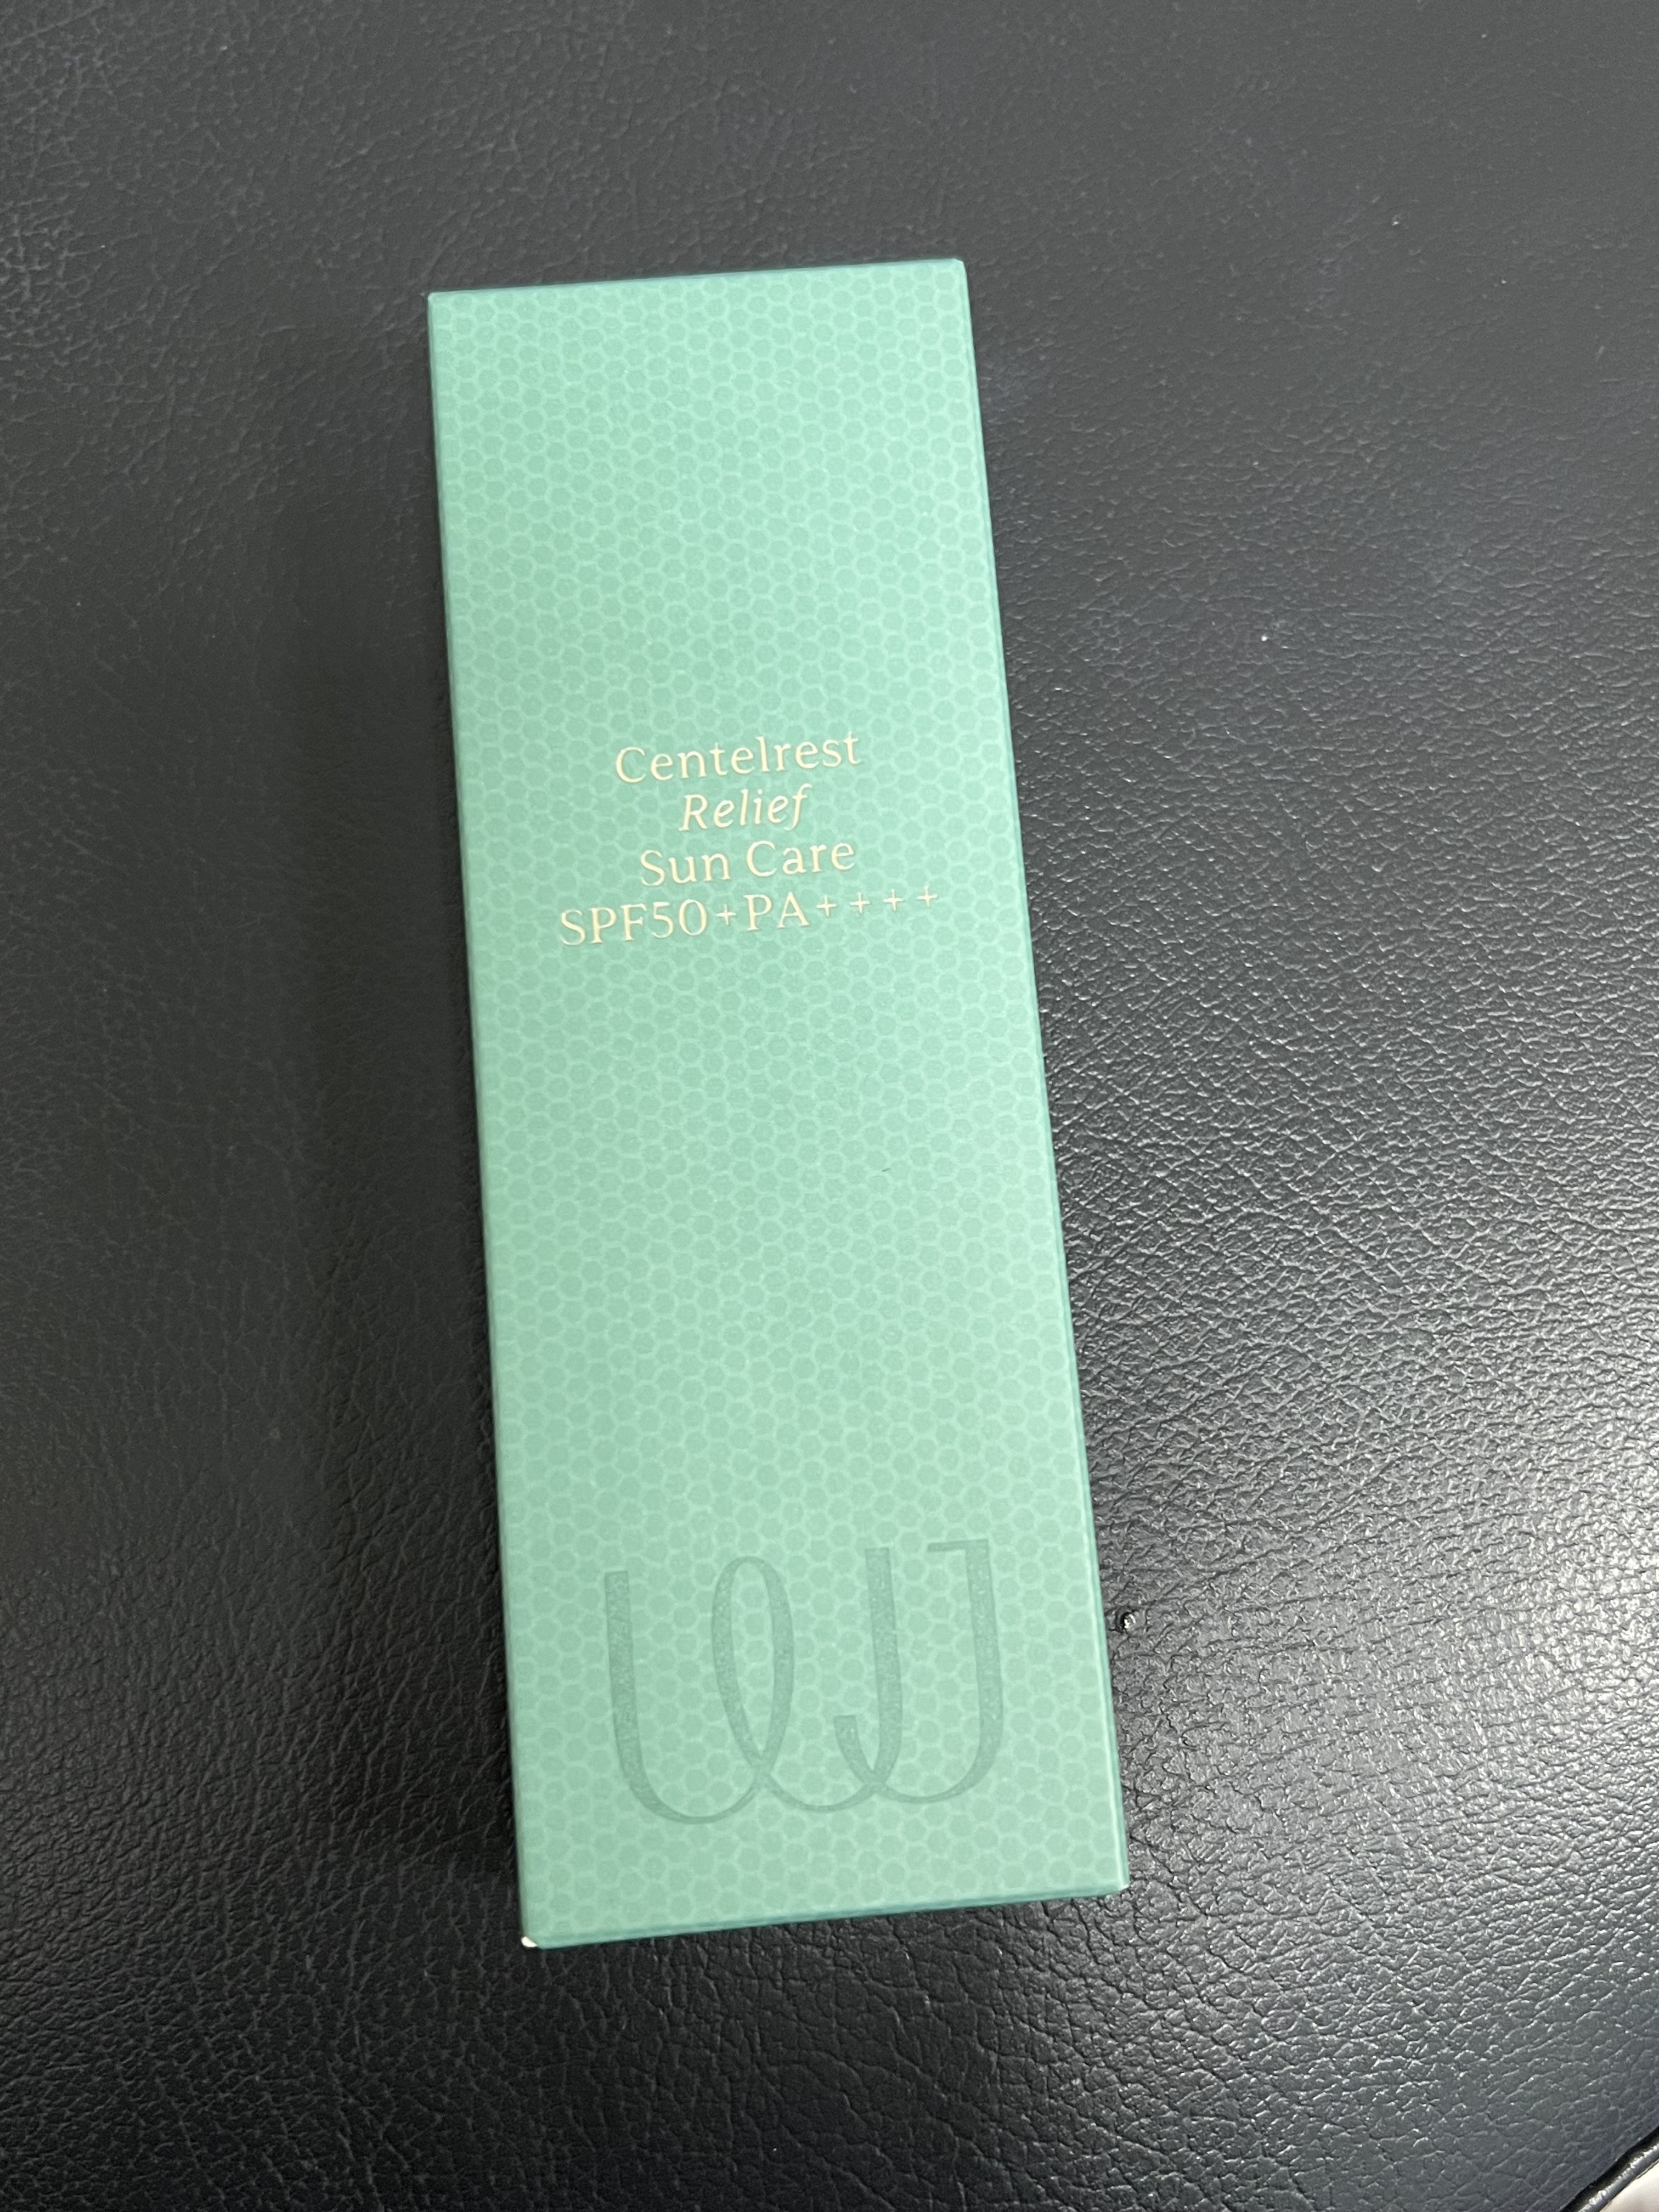 Centelrest
Relief
Sun Care
SPF50+PA++++